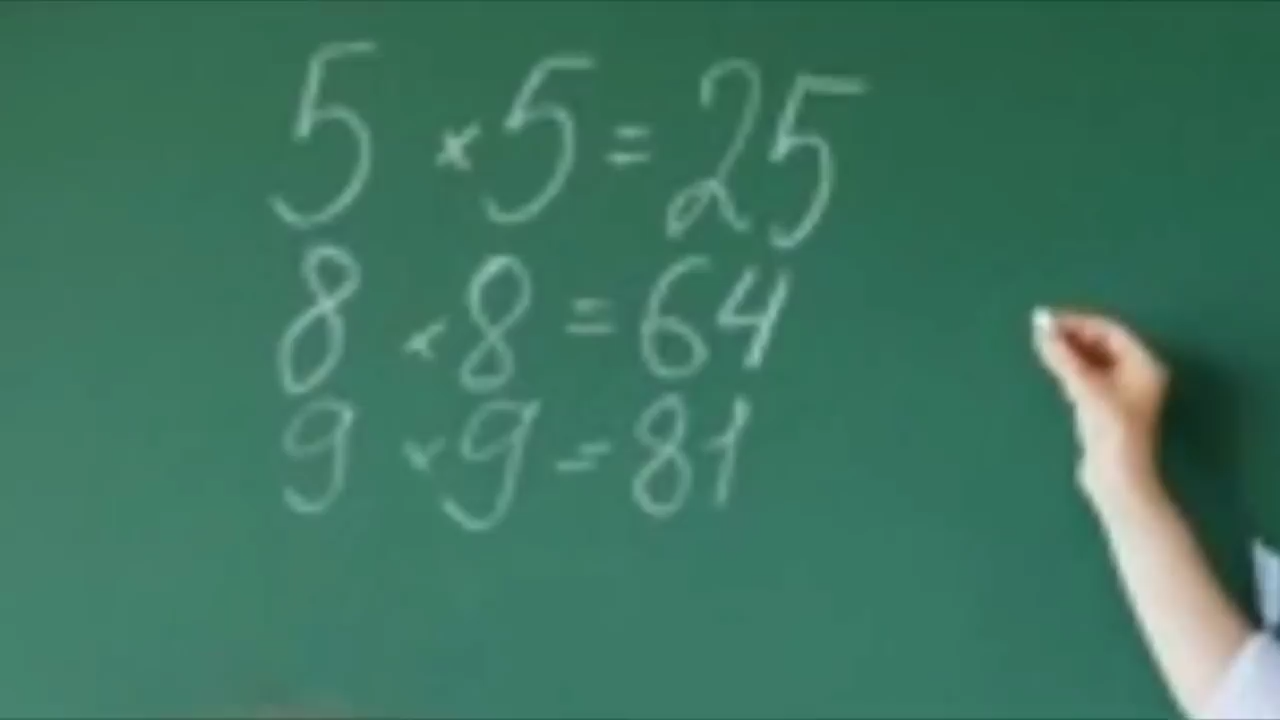 5 × 5 = 25
8 × 8 = 64
9 × 9 = 81